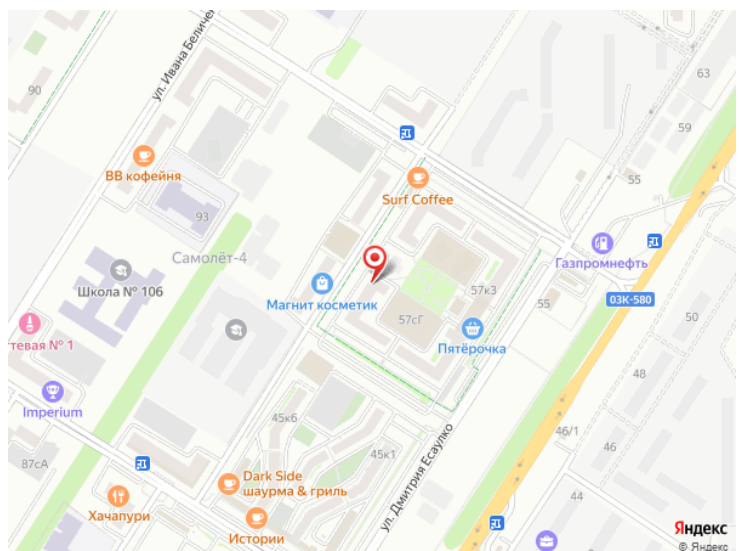 63
90
ул. Ивана Беличе
59
BB кофейня
55
Surf Coffee
93
Самолёт-4
Газпромнефть
Школа № 106
57к3
Магнит косметик
55
03К-580
57сГ
50
Пятёрочка
тевая № 1
48
Imperium
45к6
46/1
46
45к1
87сА
ул. Дмитрия Есаулко
Dark Side
шаурма & гриль
44
Хачапури
Истории
Яндекс
© Яндекс